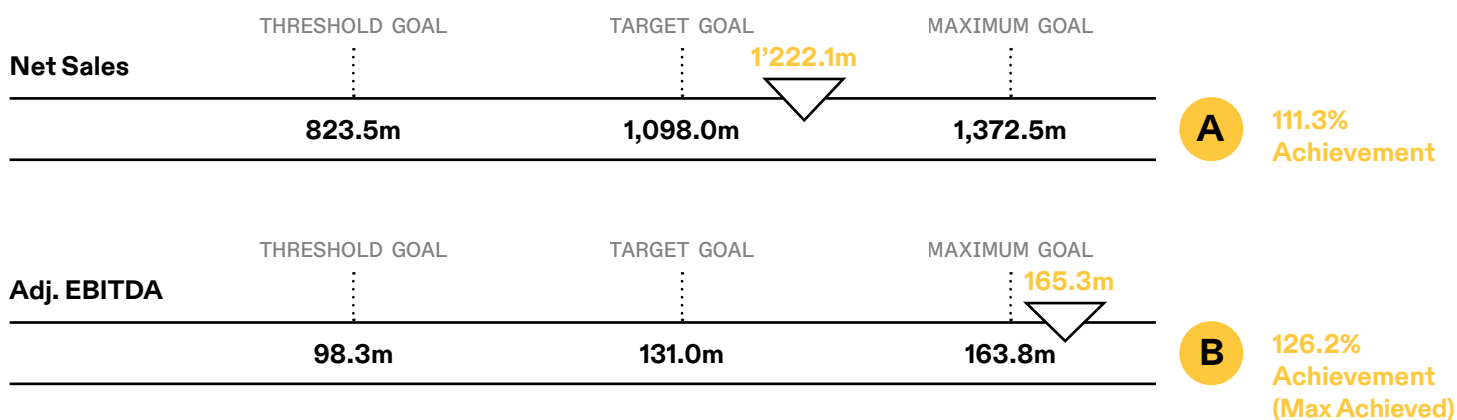 THRESHOLD GOAL TARGET GOAL MAXIMUM GOAL
Net Sales 1’222.1m
823.5m 1,098.0m 1,372.5m
A 111.3%
Achievement
THRESHOLD GOAL TARGET GOAL MAXIMUM GOAL
Adj. EBITDA 165.3m
98.3m 131.0m 163.8m
B 126.2%
Achievement
(Max Achieved)